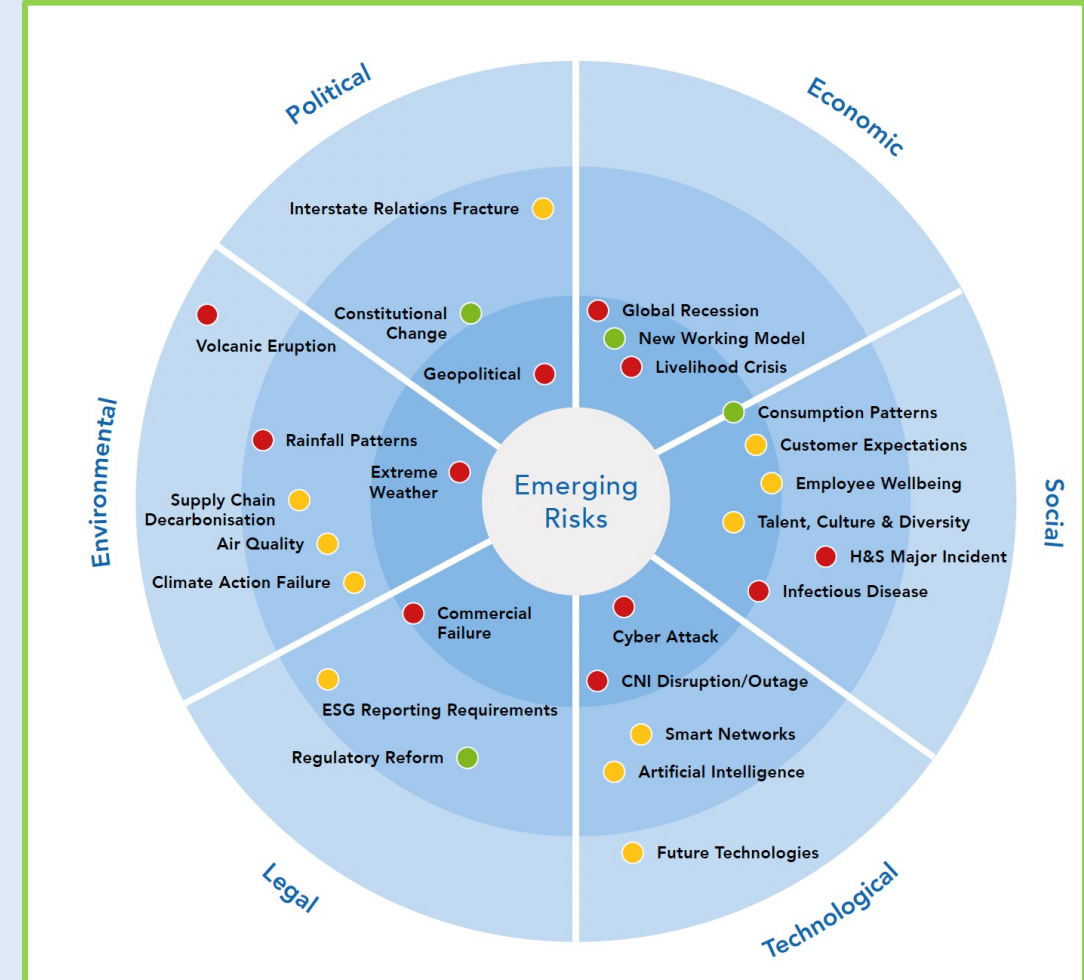 Political
Economic
Interstate Relations Fracture
Constitutional
Change
Geopolitical
Global Recession
New Working Model
Livelihood Crisis
Volcanic Eruption
Rainfall Patterns
Extreme
Weather
Supply Chain
Decarbonisation
Air Quality
Climate Action Failure
Environmental
Emerging
Risks
Consumption Patterns
Customer Expectations
Employee Wellbeing
Talent, Culture & Diversity
H&S Major Incident
Infectious Disease
Social
Commercial
Failure
ESG Reporting Requirements
Regulatory Reform
Legal
Cyber Attack
CNI Disruption/Outage
Smart Networks
Artificial Intelligence
Future Technologies
Technological